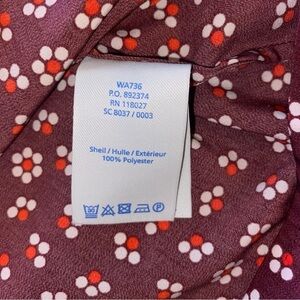 WA736
P.O. 892374
RN 118027
SC 8037 / 0003
Shell / Hulle / Extérieur
100% Polyester